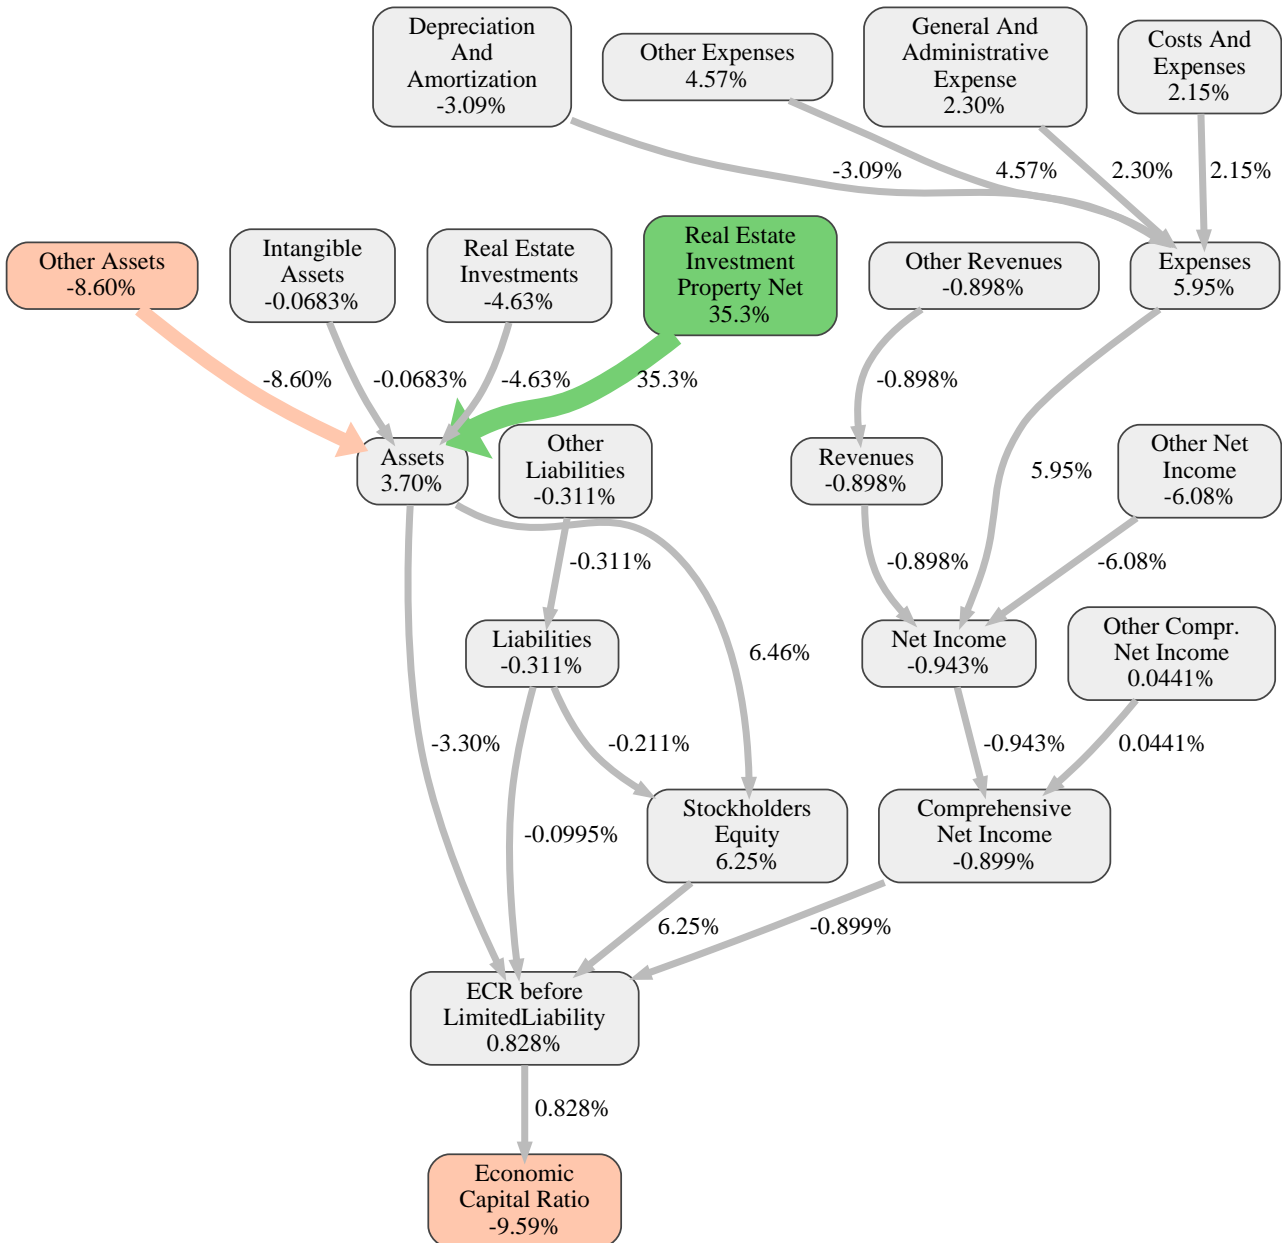 Depreciation
And
Amortization
-3.09%
Other Expenses
4.57%
General And
Administrative
Expense
2.30%
Costs And
Expenses
2.15%
-3.09%
4.57%
2.30%
2.15%
Other Assets
-8.60%
Intangible
Assets
-0.0683%
Real Estate
Investments
-4.63%
Real Estate
Investment
Property Net
35.3%
Other Revenues
-0.898%
Expenses
5.95%
-8.60%
-0.0683%
-4.63%
35.3%
-0.898%
Assets
3.70%
Other
Liabilities
-0.311%
Revenues
-0.898%
5.95%
Other Net
Income
-6.08%
-0.311%
-0.898%
-6.08%
Liabilities
-0.311%
6.46%
Net Income
-0.943%
Other Compr.
Net Income
0.0441%
-3.30%
-0.211%
-0.943%
0.0441%
-0.0995%
Stockholders
Equity
6.25%
Comprehensive
Net Income
-0.899%
6.25%
-0.899%
ECR before
LimitedLiability
0.828%
0.828%
Economic
Capital Ratio
-9.59%